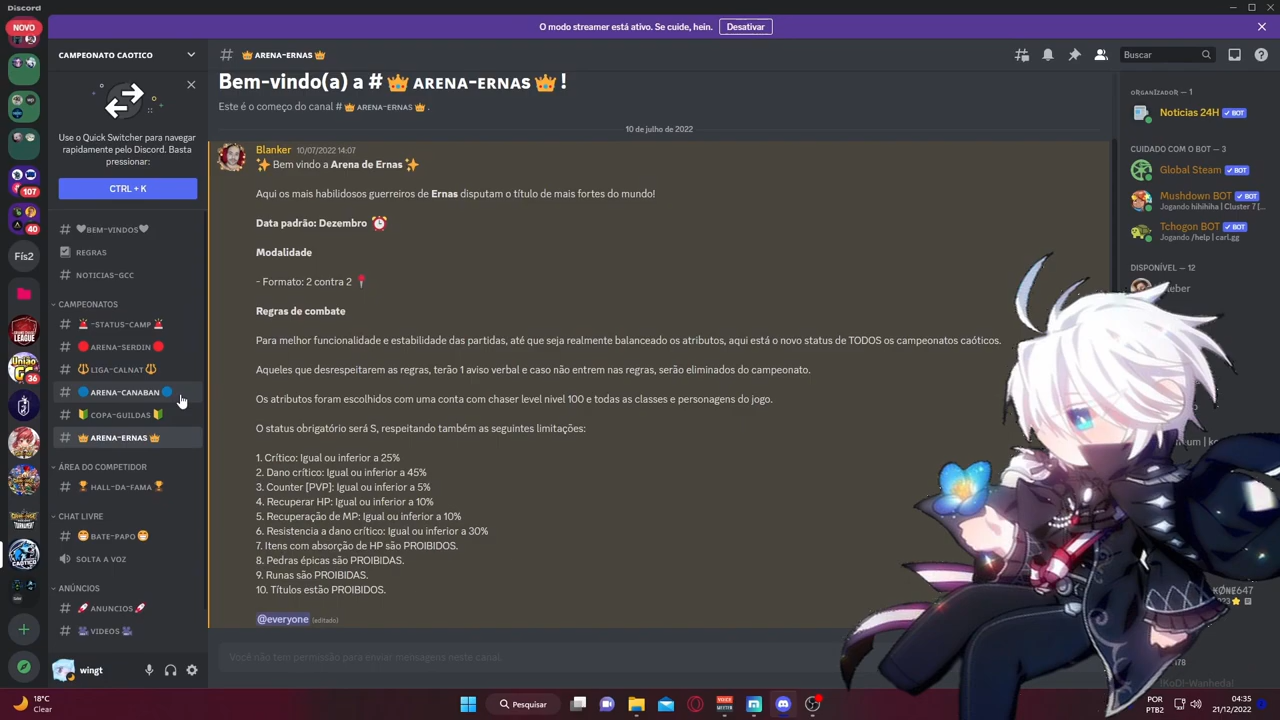 Discord
NOVO
O modo streamer está ativo. Se cuide, hein.
Desativar
CAMPEONATO CAOTICO
# 👑 ARENA-ERNAS 👑
Buscar
Bem-vindo(a) a # 👑 ARENA-ERNAS 👑 !
Este é o começo do canal # 👑 ARENA-ERNAS 👑 .
10 de julho de 2022
Use o Quick Switcher para navegar
rapidamente pelo Discord. Basta
pressionar:
CTRL + K
107
40
Fís2
36
# 🖤BEM-VINDOS🖤
REGRAS
# NOTICIAS-GCC
CAMPEONATOS
# 🚨 -STATUS-CAMP 🚨
# 🔴 ARENA-SERDIN 🔴
# 🔱 LIGA-CALNAT 🔱
# 🔵 ARENA-CANABAN 🔵
# 🔰 COPA-GUILDAS 🔰
# 👑 ARENA-ERNAS 👑
ÁREA DO COMPETIDOR
# 🏆 HALL-DA-FAMA 🏆
CHAT LIVRE
# BATE-PAPO
SOLTA A VOZ
ANÚNCIOS
# 🚀 ANUNCIOS 🚀
# VIDEOS
wingt
Blanker 10/07/2022 14:07
✨ Bem vindo a Arena de Ernas ✨
Aqui os mais habilidosos guerreiros de Ernas disputam o título de mais fortes do mundo!
Data padrão: Dezembro ⏰
Modalidade
- Formato: 2 contra 2 📍
Regras de combate
Para melhor funcionalidade e estabilidade das partidas, até que seja realmente balanceado os atributos, aqui está o novo status de TODOS os campeonatos caóticos.
Aqueles que desrespeitarem as regras, terão 1 aviso verbal e caso não entrem nas regras, serão eliminados do campeonato.
Os atributos foram escolhidos com uma conta com chaser level nivel 100 e todas as classes e personagens do jogo.
O status obrigatório será S, respeitando também as seguintes limitações:
1. Crítico: Igual ou inferior a 25%
2. Dano crítico: Igual ou inferior a 45%
3. Counter [PVP]: Igual ou inferior a 5%
4. Recuperar HP: Igual ou inferior a 10%
5. Recuperação de MP: Igual ou inferior a 10%
6. Resistencia a dano crítico: Igual ou inferior a 30%
7. Itens com absorção de HP são PROIBIDOS.
8. Pedras épicas são PROIBIDAS.
9. Runas são PROIBIDAS.
10. Títulos estão PROIBIDOS.
@everyone (editado)
Você não tem permissão para enviar mensagens neste canal.
ORGANIZADOR — 1
Noticias 24H ✓ BOT
CUIDADO COM O BOT — 3
Global Steam ✓ BOT
Mushdown BOT ✓ BOT
Jogando hihihiha | Cluster 7 (...
Tchogon BOT ✓ BOT
Jogando /help | carl.gg
DISPONÍVEL — 12
18°C
Clear
Pesquisar
POR
PTB2
04:35
21/12/2022